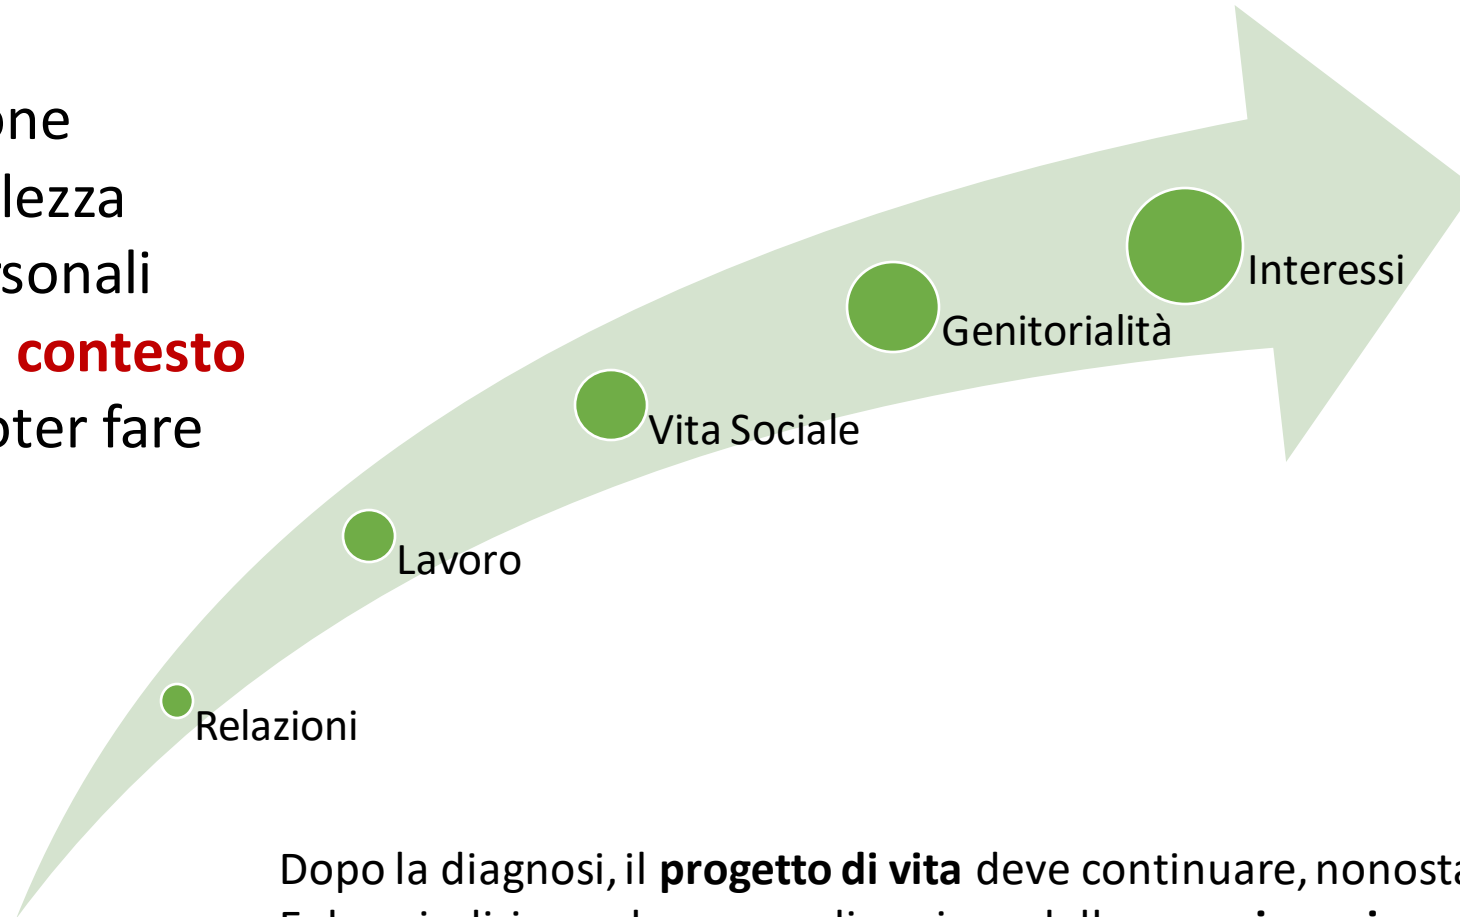 one
lezza
rsonali
contesto
oter fare
Interessi
Genitorialità
Vita Sociale
Lavoro
Relazioni
Dopo la diagnosi, il progetto di vita deve continuare, nonosta